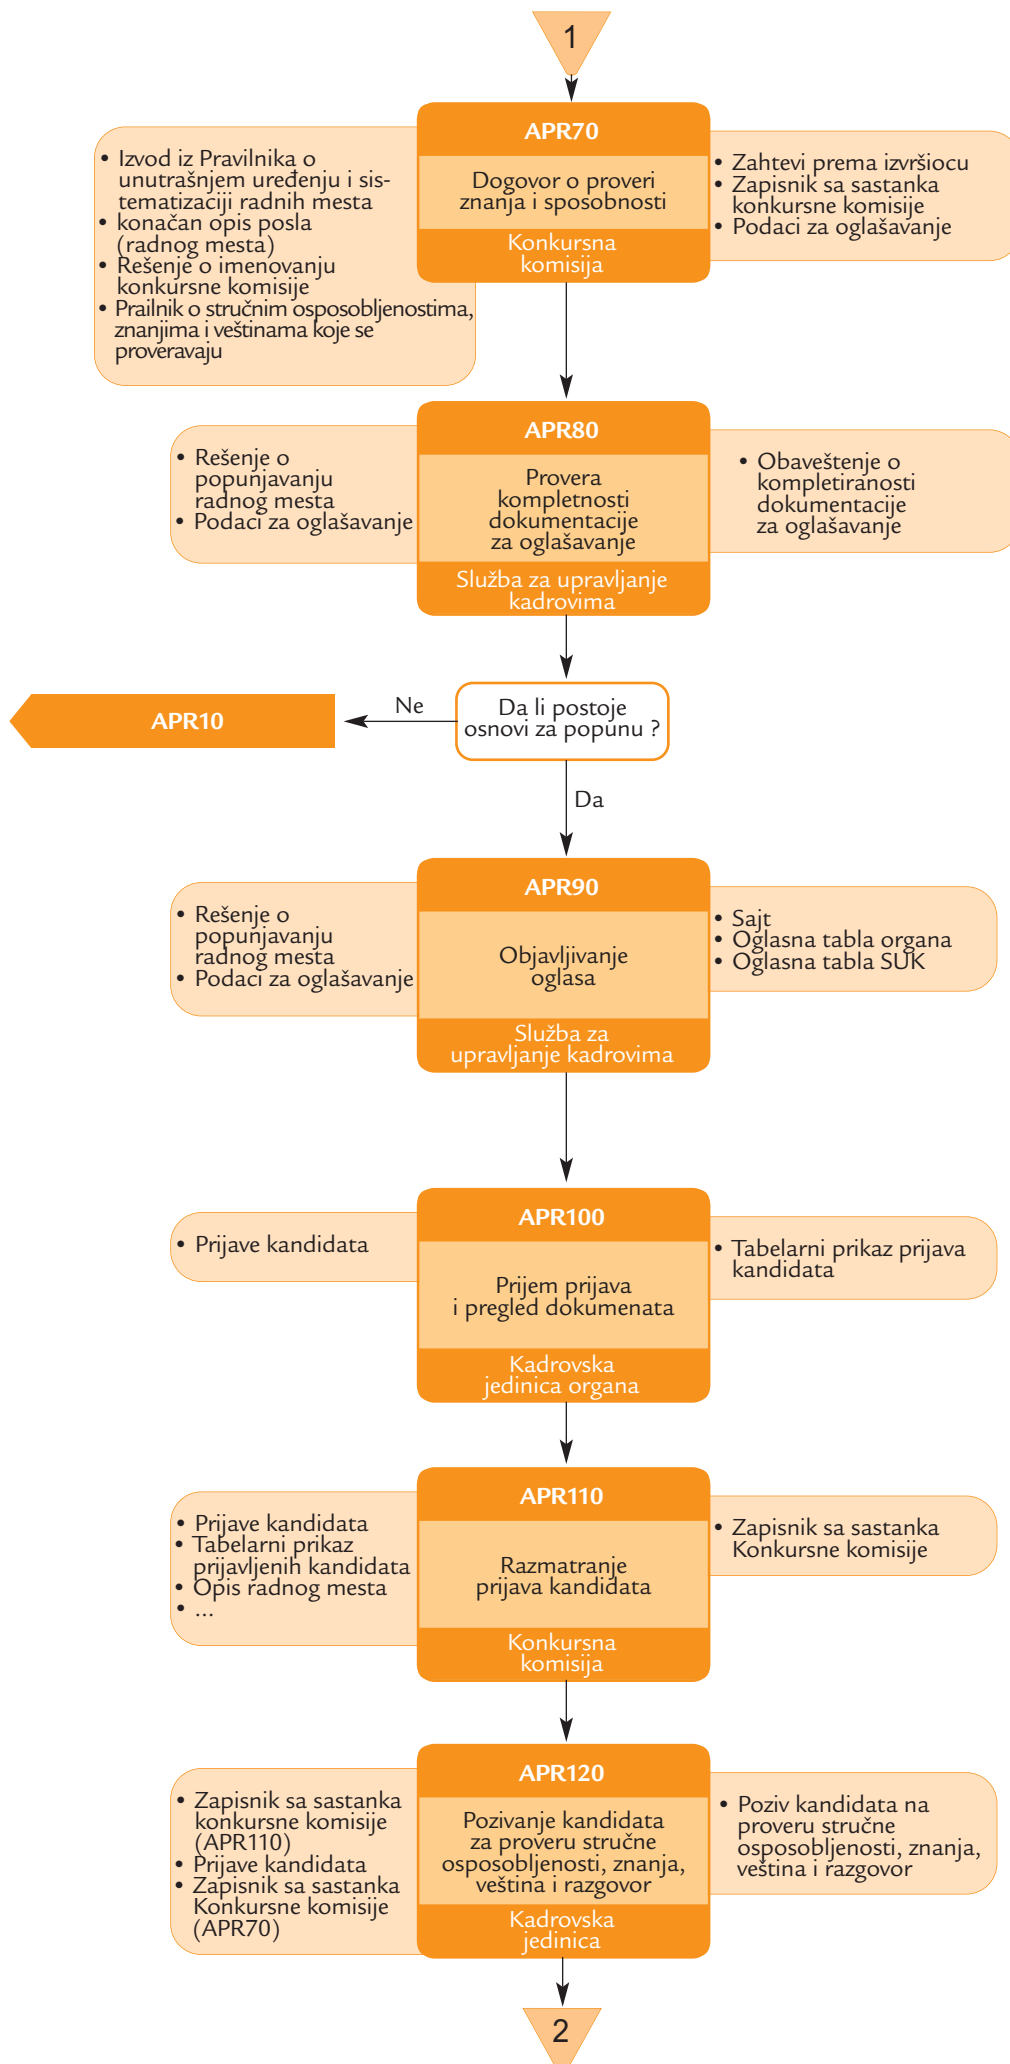 1
APR70
• Izvod iz Pravilnika o
unutrašnjem uređenju i sis-
tematizaciji radnih mesta
• konačan opis posla
(radnog mesta)
• Rešenje o imenovanju
konkursne komisije
• Prailnik o stručnim osposobljenostima,
znanjima i veštinama koje se
proveravaju
Dogovor o proveri
znanja i sposobnosti
Konkursna
komisija
• Zahtevi prema izvršiocu
• Zapisnik sa sastanka
konkursne komisije
• Podaci za oglašavanje
APR80
• Rešenje o
popunjavanju
radnog mesta
• Podaci za oglašavanje
Provera
kompletnosti
dokumentacije
za oglašavanje
Služba za upravljanje
kadrovima
• Obaveštenje o
kompletiranosti
dokumentacije
za oglašavanje
Da li postoje
osnovi za popunu ?
Ne
APR10
Da
APR90
• Rešenje o
popunjavanju
radnog mesta
• Podaci za oglašavanje
Objavljivanje
oglasa
Služba za
upravljanje kadrovima
• Sajt
• Oglasna tabla organa
• Oglasna tabla SUK
APR100
• Prijave kandidata
Prijem prijava
i pregled dokumenata
Kadrovska
jedinica organa
• Tabelarni prikaz prijava
kandidata
APR110
• Prijave kandidata
• Tabelarni prikaz
prijavljenih kandidata
• Opis radnog mesta
• ...
Razmatranje
prijava kandidata
Konkursna
komisija
• Zapisnik sa sastanka
Konkursne komisije
APR120
• Zapisnik sa sastanka
konkursne komisije
(APR110)
• Prijave kandidata
• Zapisnik sa sastanka
Konkursne komisije
(APR70)
Pozivanje kandidata
za proveru stručne
osposobljenosti, znanja,
veština i razgovor
Kadrovska
jedinica
• Poziv kandidata na
proveru stručne
osposobljenosti, znanja,
veština i razgovor
2